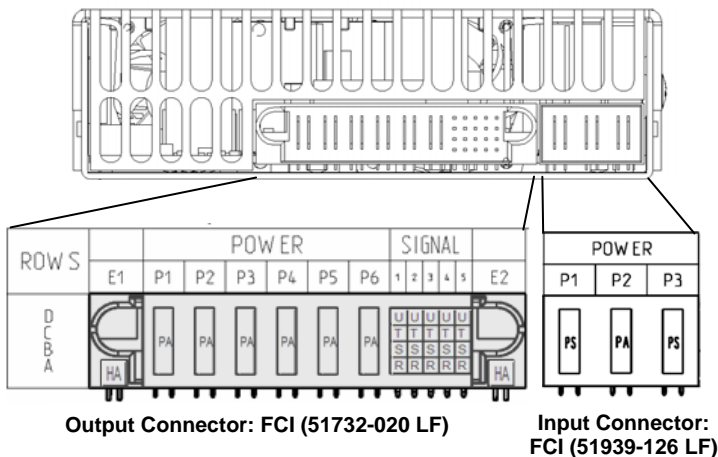 ROWS POWER SIGNAL
E1 P1 P2 P3 P4 P5 P6 1 2 3 4 5 E2
D
C
B
A
HA PA PA PA PA PA PA HA
U U U U U
T T T T T
S S S S S
R R R R R
POWER
P1 P2 P3
PS PA PS
Output Connector: FCI (51732-020 LF)
Input Connector:
FCI (51939-126 LF)